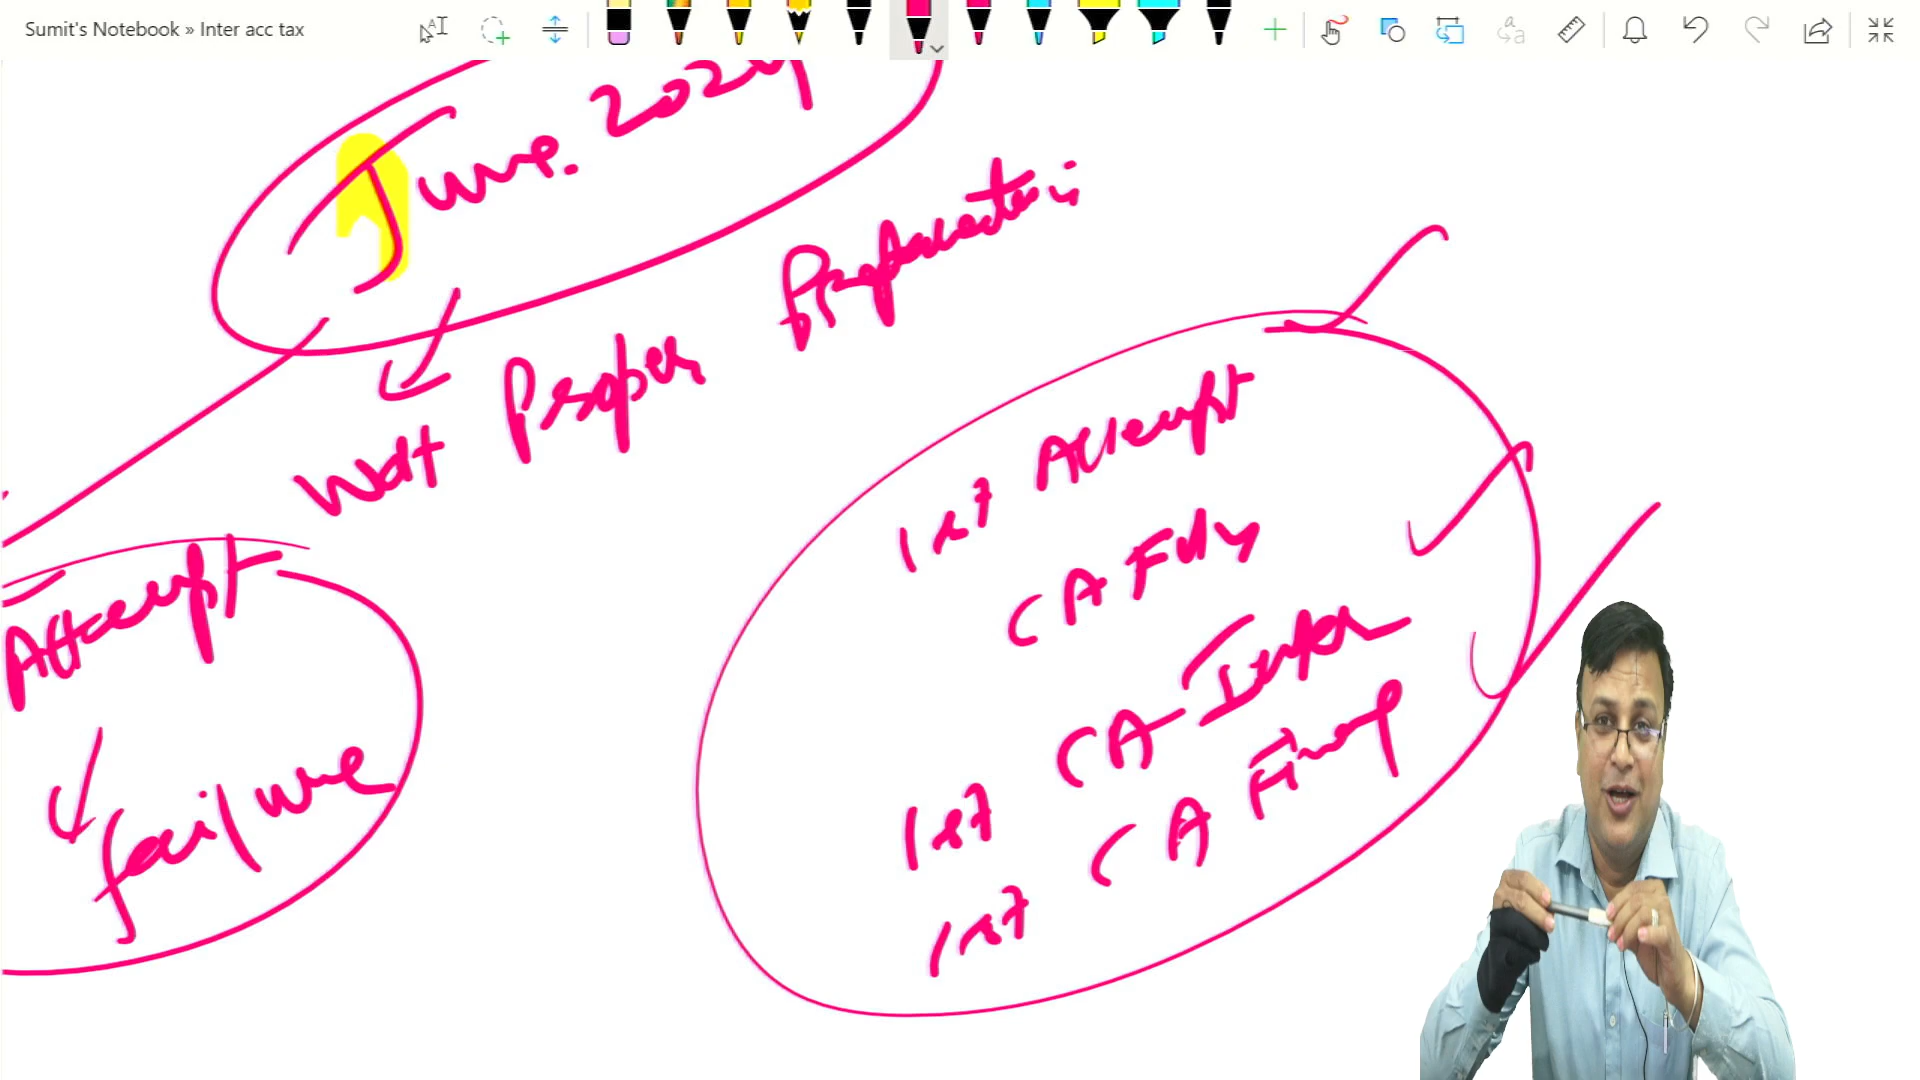 Sumit's Notebook » Inter acc tax
June. 2024
Preparation
Proper
Attempt
failure
1st Attempt
CA Fdn
1st CA-Inter
1st CA Final